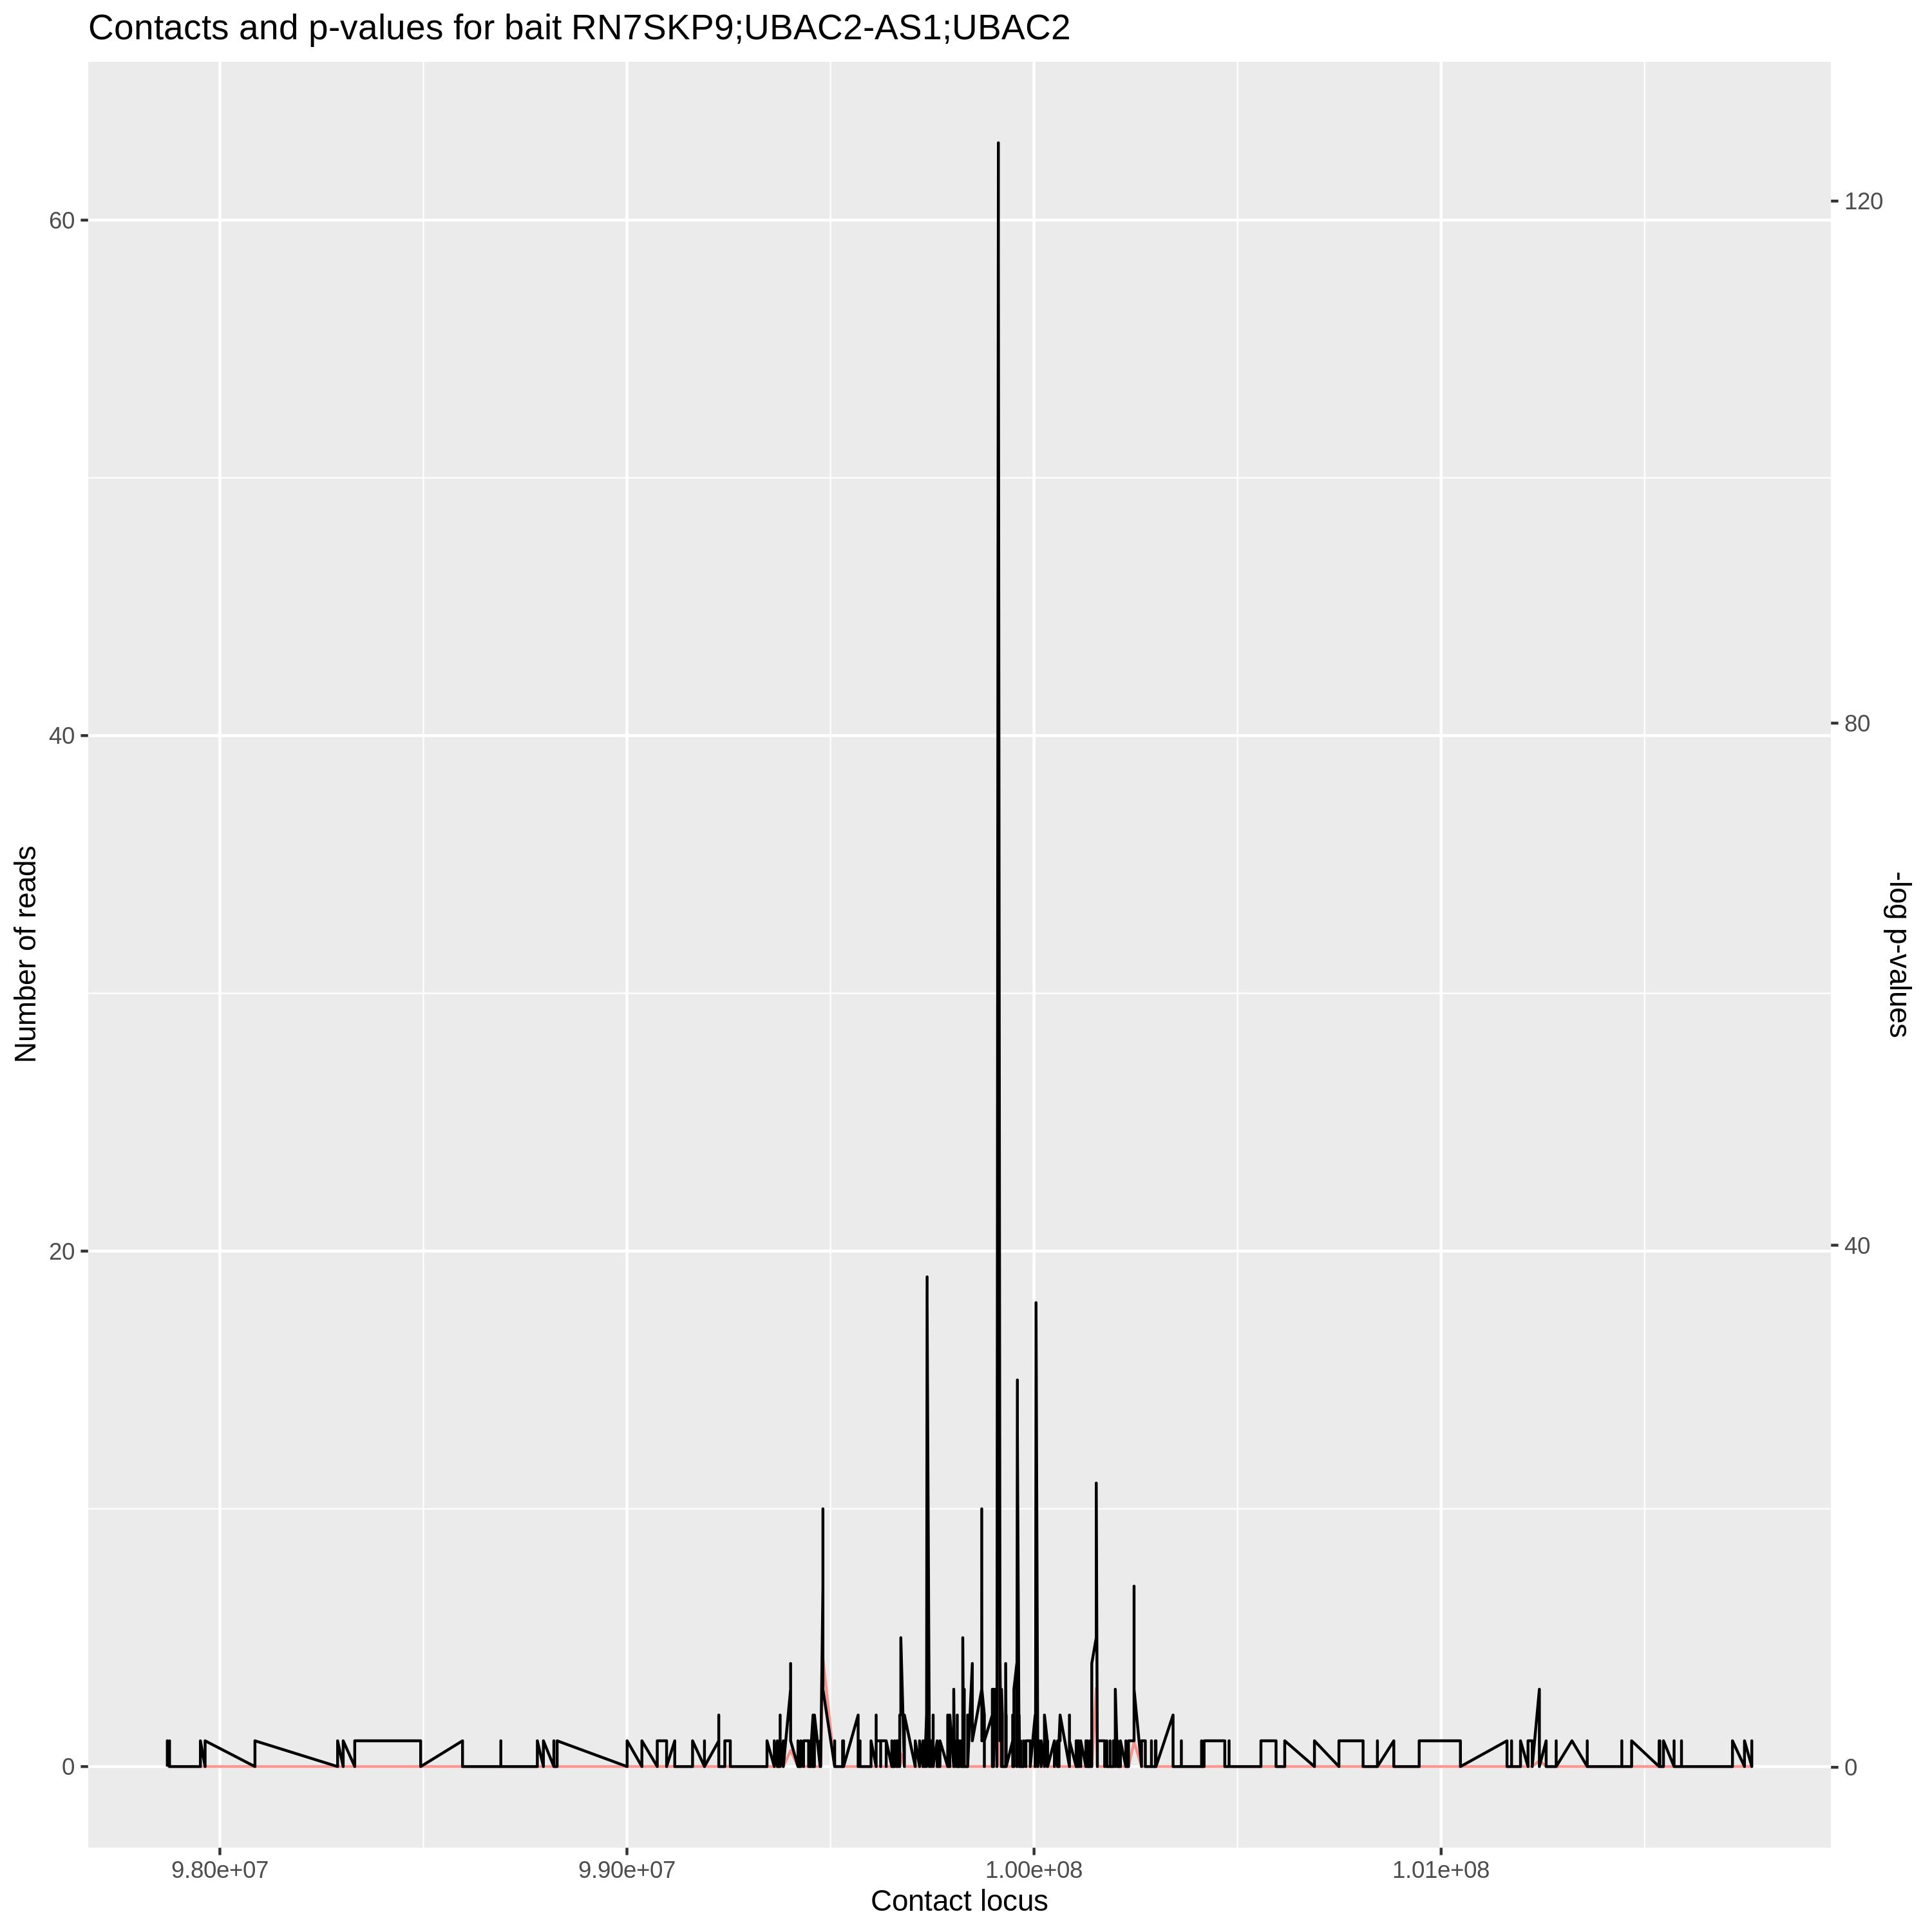 Contacts and p-values for bait RN7SKP9;UBAC2-AS1;UBAC2
60
40
20
0
120
80
40
0
Number of reads
-log p-values
9.80e+07
9.90e+07
1.00e+08
1.01e+08
Contact locus